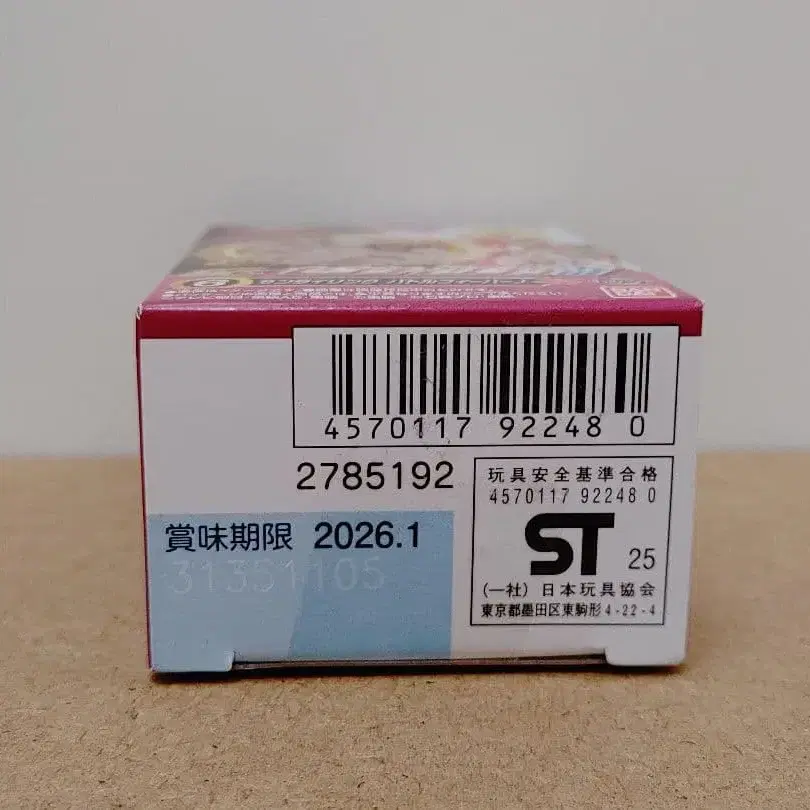 4570117 922480
2785192
賞味期限 2026.1
31351105
玩具安全基準合格
4570117 92248 0
ST 25
(一社) 日本玩具協会
東京都墨田区東駒形4-22-4